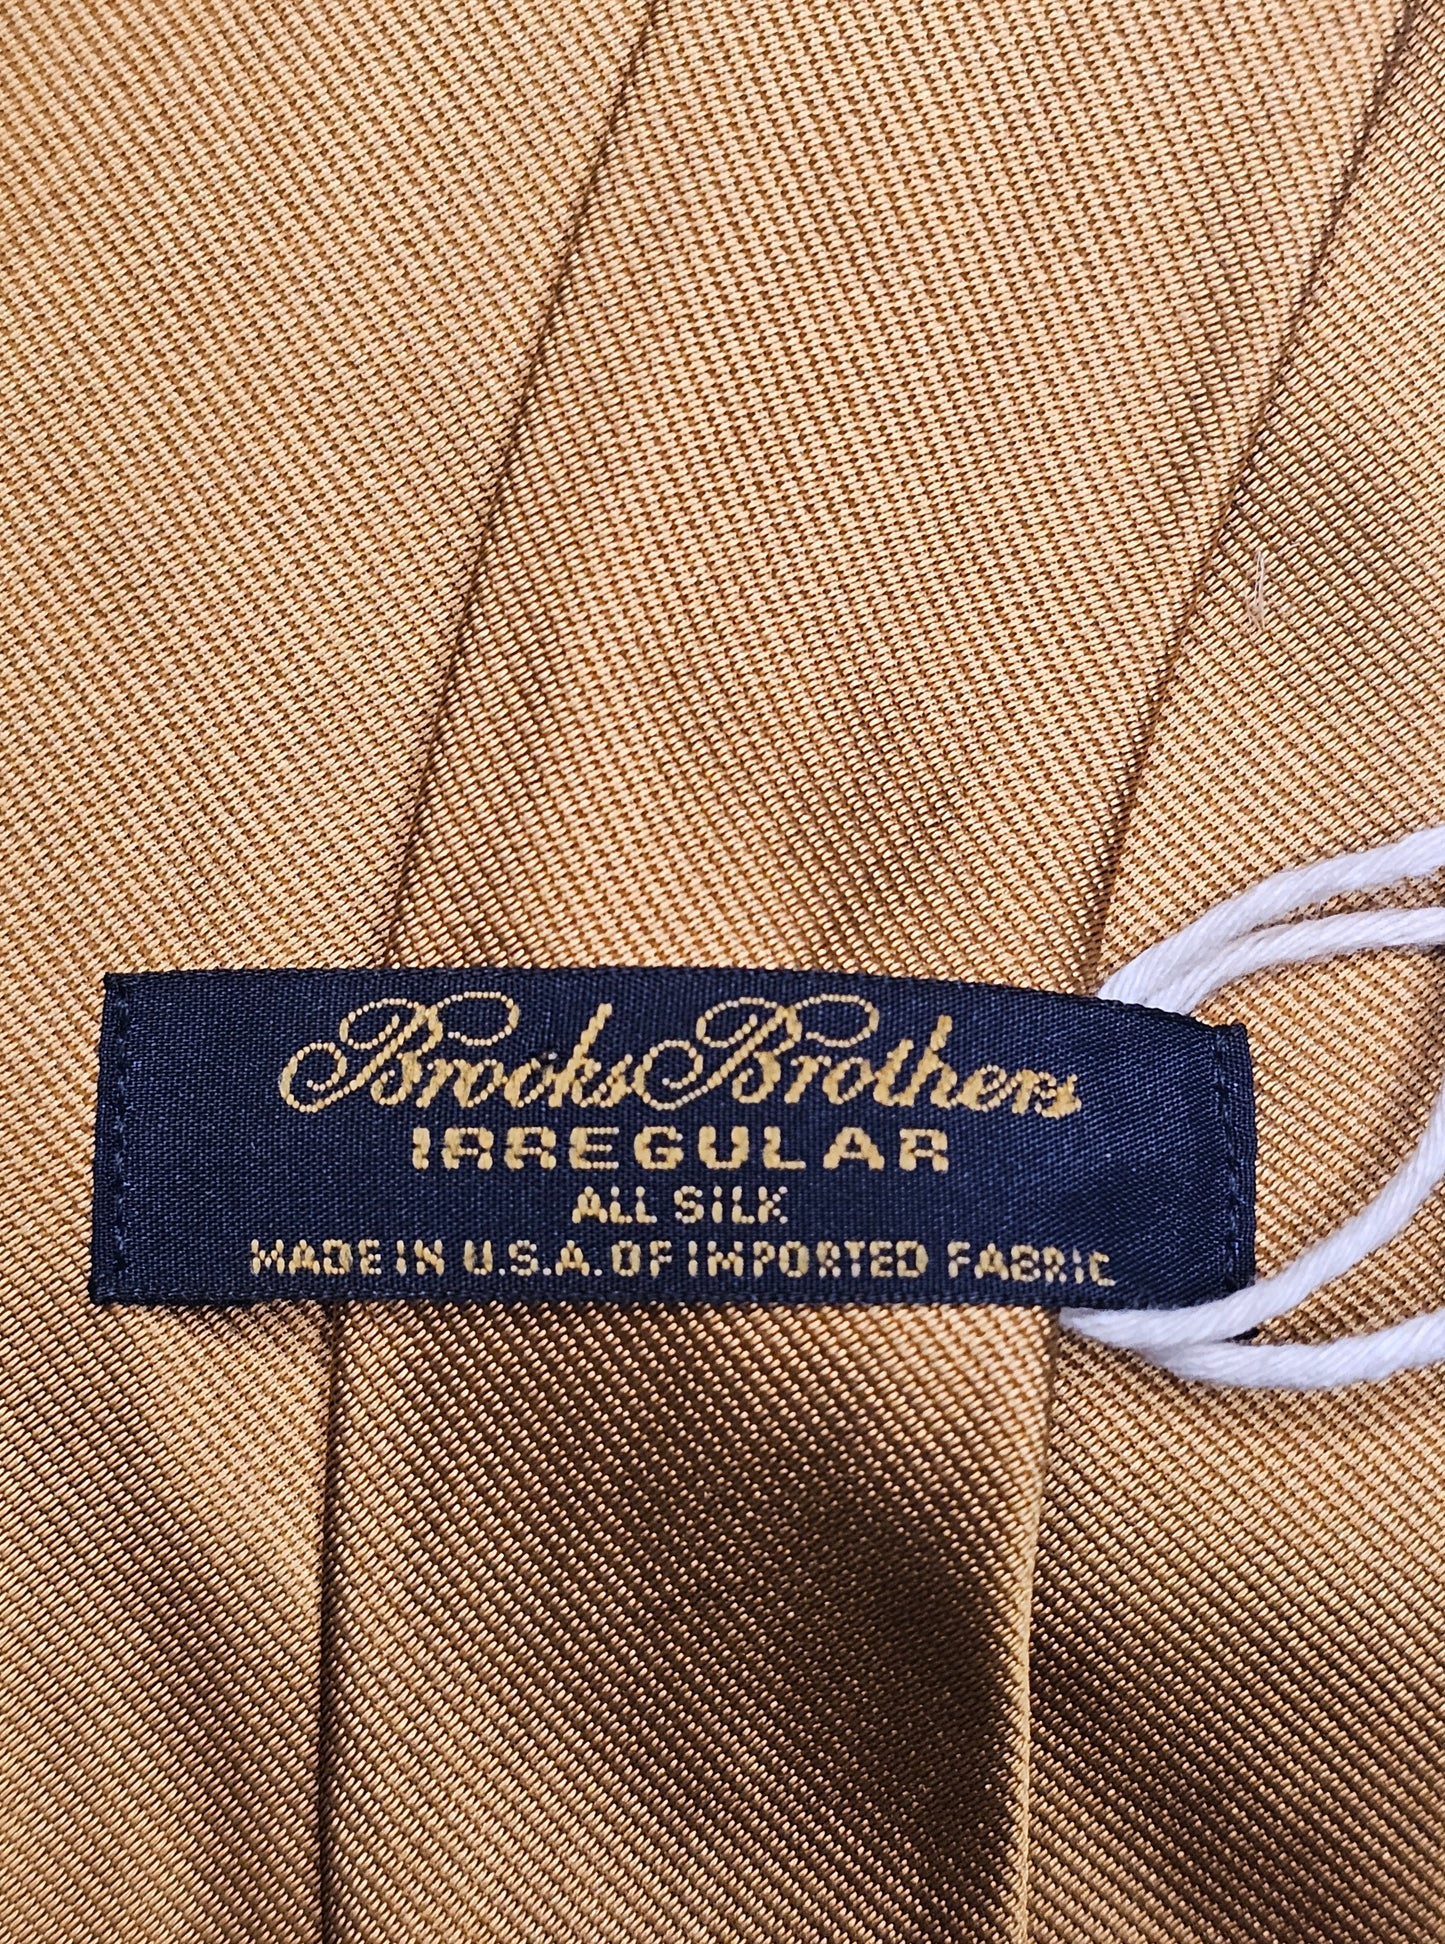 Brooks Brothers
IRREGULAR
ALL SILK
MADE IN U.S.A. OF IMPORTED FABRIC